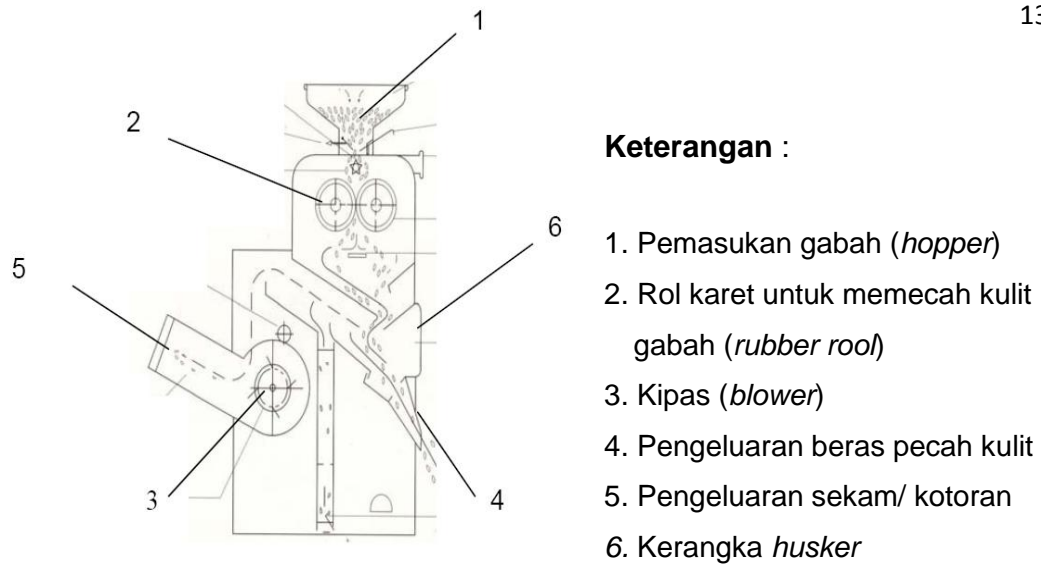 13
1
2
6
5
3
4
Keterangan :
1. Pemasukan gabah (hopper)
2. Rol karet untuk memecah kulit
gabah (rubber rool)
3. Kipas (blower)
4. Pengeluaran beras pecah kulit
5. Pengeluaran sekam/ kotoran
6. Kerangka husker